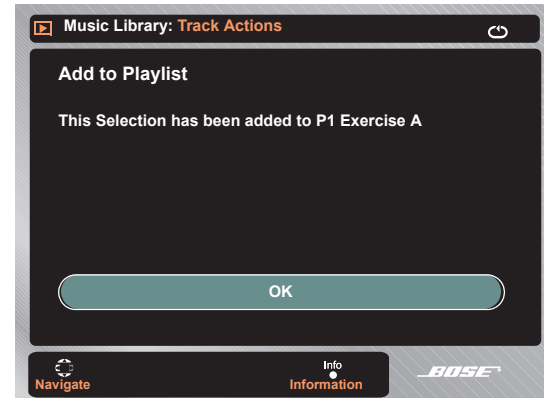 Music Library: Track Actions
Add to Playlist
This Selection has been added to P1 Exercise A
OK
Info
Navigate
Information
BOSE